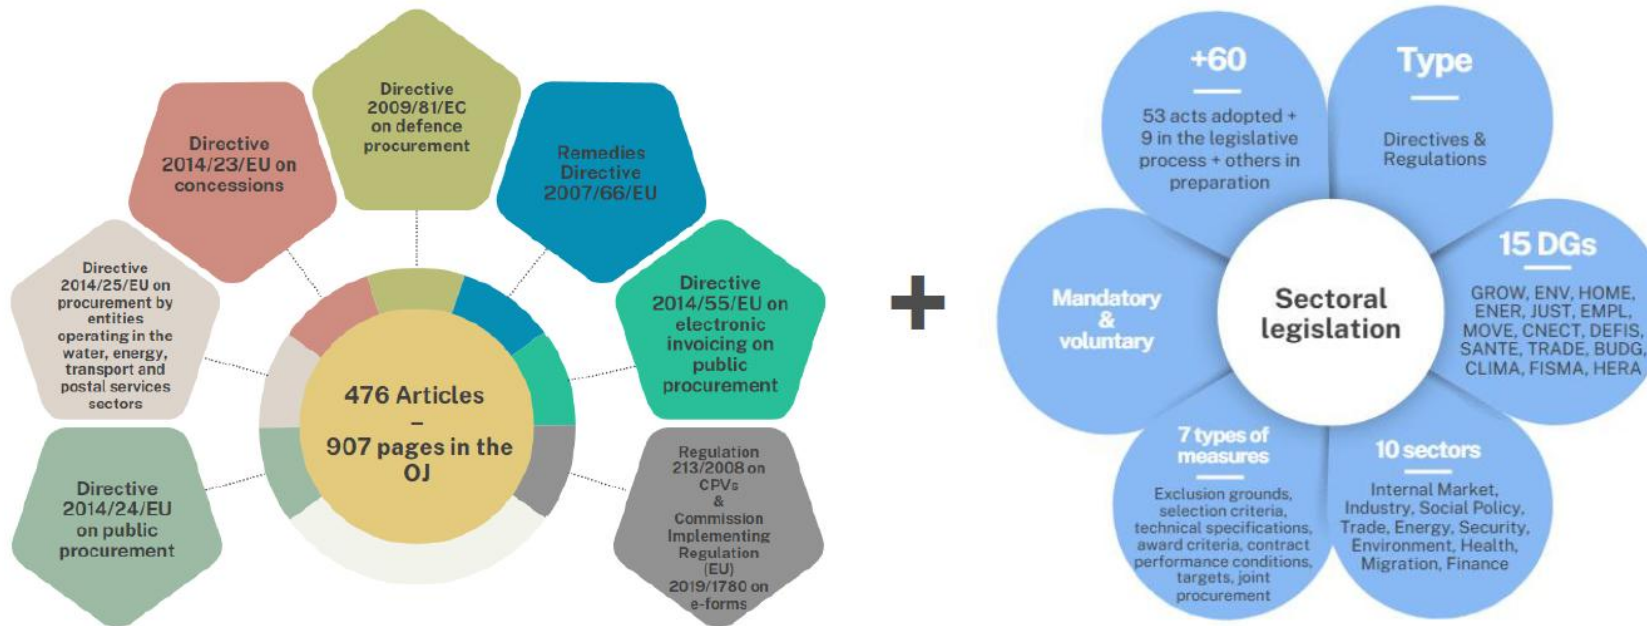 Directive
2014/24/EU
on public
procurement
Directive
2014/25/EU on
procurement by
entities
operating in the
water, energy,
transport and
postal services
sectors
Directive
2014/23/EU on
concessions
Directive
2009/81/EC
on defence
procurement
Remedies
Directive
2007/66/EU
Directive
2014/55/EU on
electronic
invoicing on
public
procurement
Regulation
213/2008 on
CPVs
&
Commission
Implementing
Regulation
(EU)
2019/1780 on
e-forms
476 Articles
–
907 pages in the
OJ
+
+60
53 acts adopted +
9 in the legislative
process + others in
preparation
Type
Directives &
Regulations
15 DGs
GROW, ENV, HOME,
ENER, JUST, EMPL,
MOVE, CNECT, DEFIS,
SANTE, TRADE, BUDG,
CLIMA, FISMA, HERA
10 sectors
Internal Market,
Industry, Social Policy,
Trade, Energy, Security,
Environment, Health,
Migration, Finance
7 types of
measures
Exclusion grounds,
selection criteria,
technical specifications,
award criteria, contract
performance conditions,
targets, joint
procurement
Mandatory
&
voluntary
Sectoral
legislation